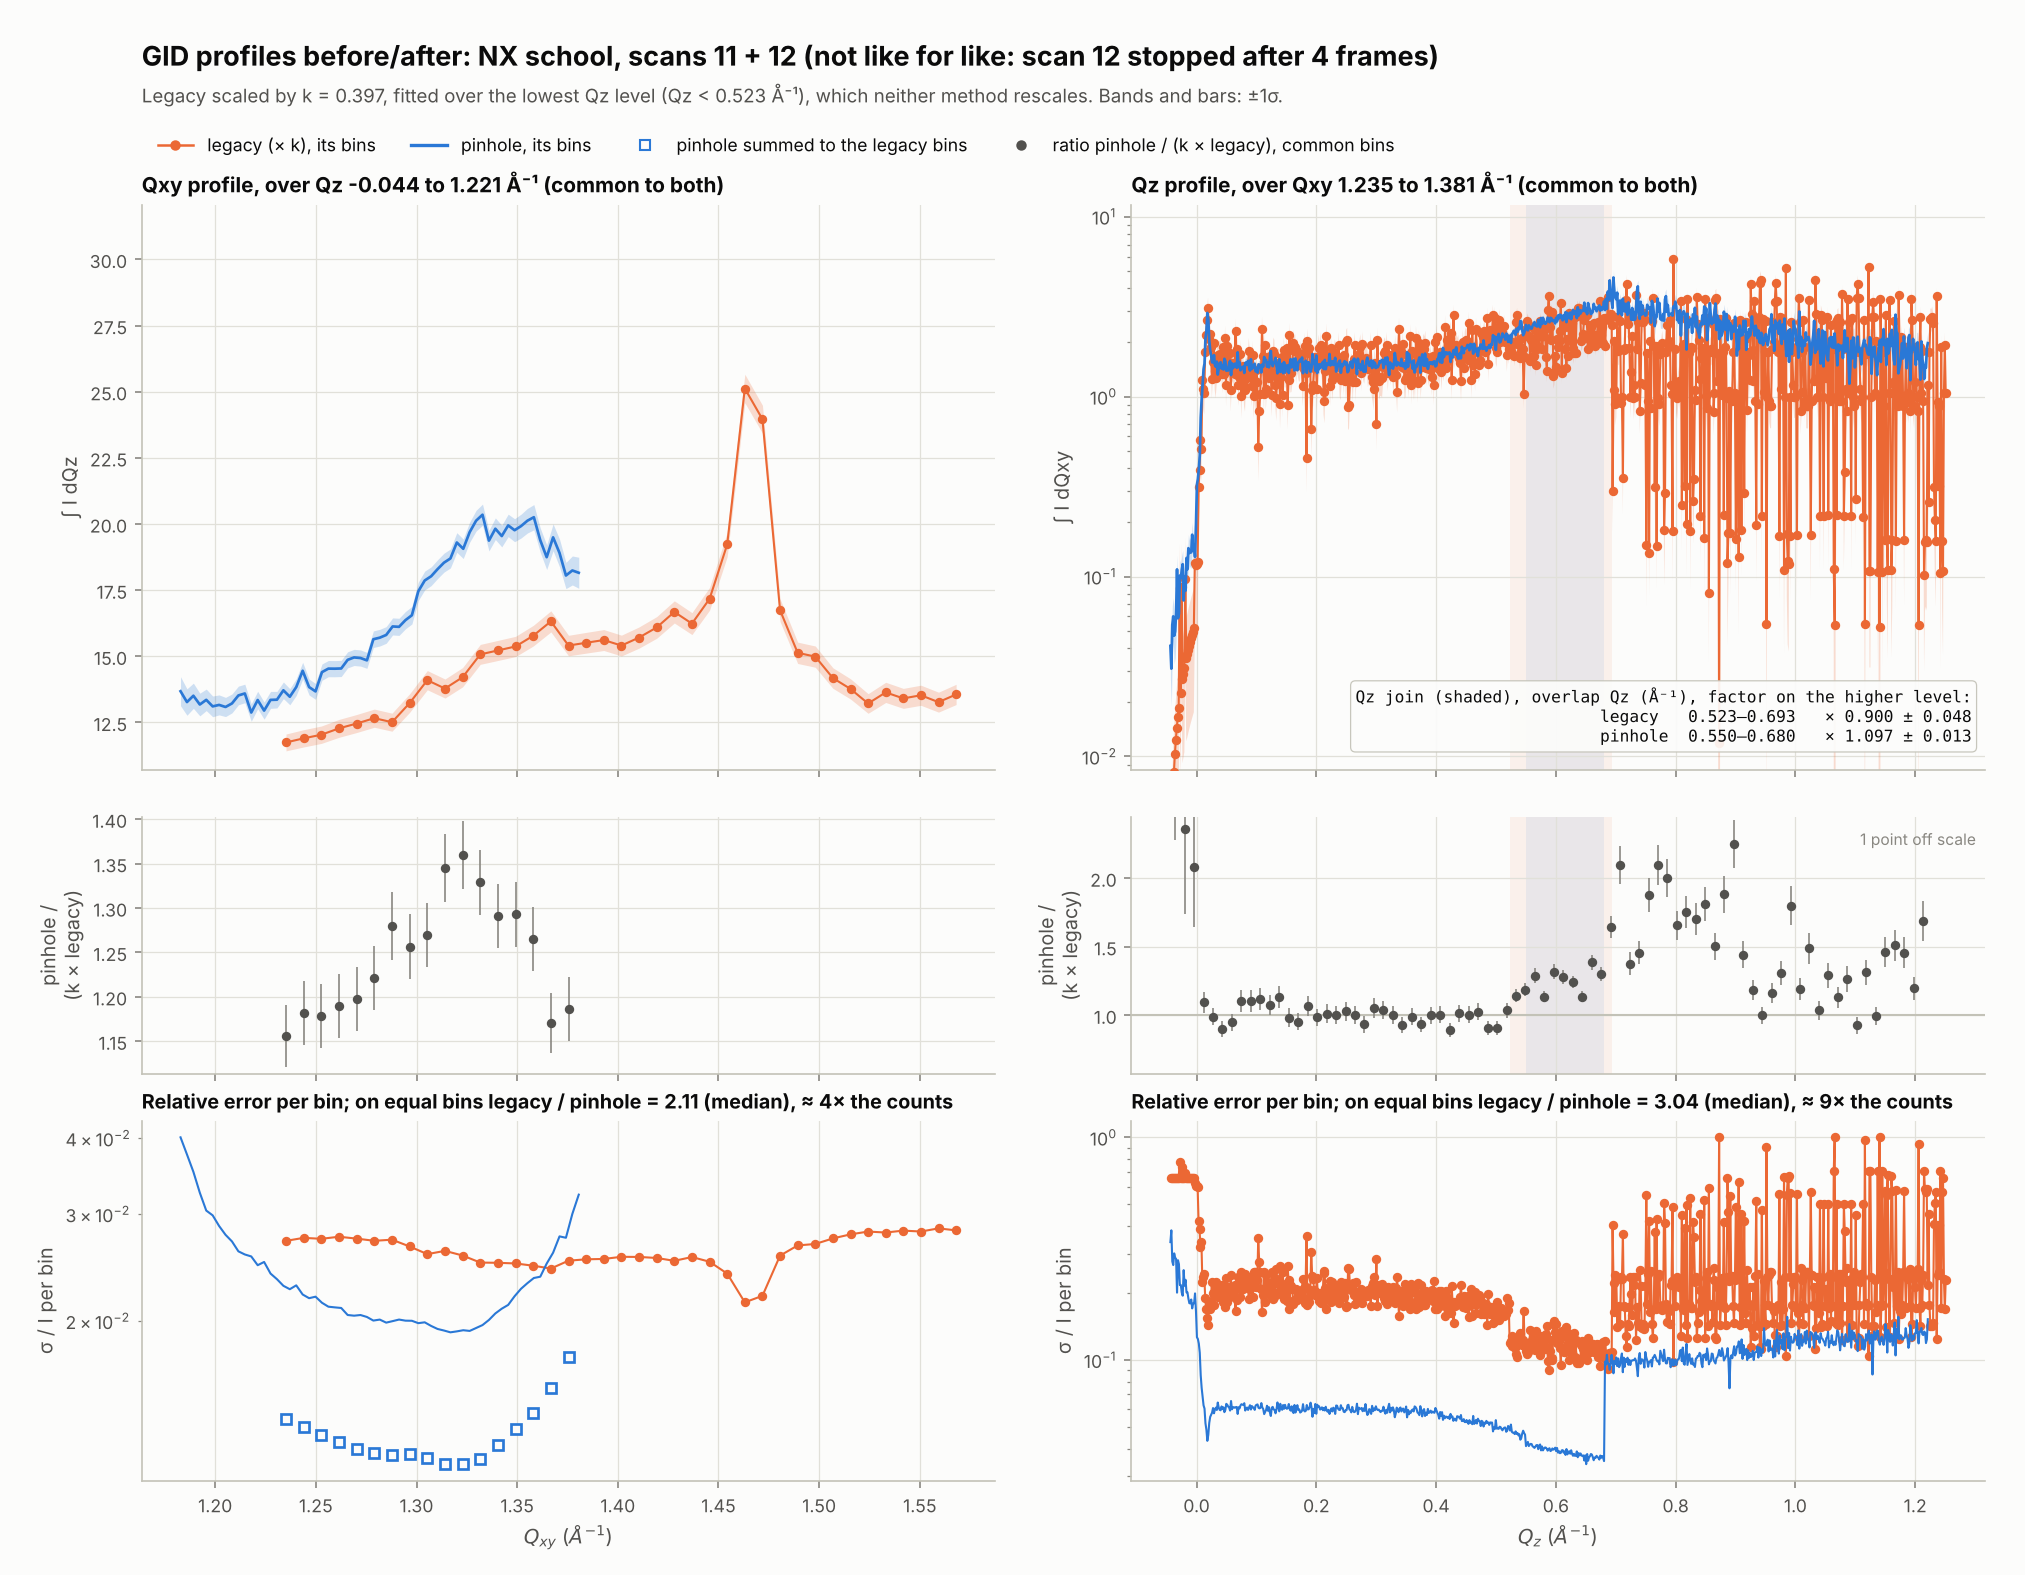 GID profiles before/after: NX school, scans 11 + 12 (not like for like: scan 12 stopped after 4 frames)
Legacy scaled by k = 0.397, fitted over the lowest Qz level (Qz < 0.523 Å⁻¹), which neither method rescales. Bands and bars: ±1σ.
legacy (× k), its bins
pinhole, its bins
pinhole summed to the legacy bins
ratio pinhole / (k × legacy), common bins
Qxy profile, over Qz -0.044 to 1.221 Å⁻¹ (common to both)
30.0
27.5
25.0
22.5
20.0
17.5
15.0
12.5
∫ I dQz
Qz profile, over Qxy 1.235 to 1.381 Å⁻¹ (common to both)
10¹
10⁰
10⁻¹
10⁻²
∫ I dQxy
Qz join (shaded), overlap Qz (Å⁻¹), factor on the higher level:
legacy 0.523–0.693 × 0.900 ± 0.048
pinhole 0.550–0.680 × 1.097 ± 0.013
1.40
1.35
1.30
1.25
1.20
1.15
pinhole /
(k × legacy)
2.0
1.5
1.0
pinhole /
(k × legacy)
1 point off scale
Relative error per bin; on equal bins legacy / pinhole = 2.11 (median), ≈ 4× the counts
4 × 10⁻²
3 × 10⁻²
2 × 10⁻²
σ / I per bin
1.20 1.25 1.30 1.35 1.40 1.45 1.50 1.55
Qxy (Å⁻¹)
Relative error per bin; on equal bins legacy / pinhole = 3.04 (median), ≈ 9× the counts
10⁰
10⁻¹
σ / I per bin
0.0 0.2 0.4 0.6 0.8 1.0 1.2
Qz (Å⁻¹)